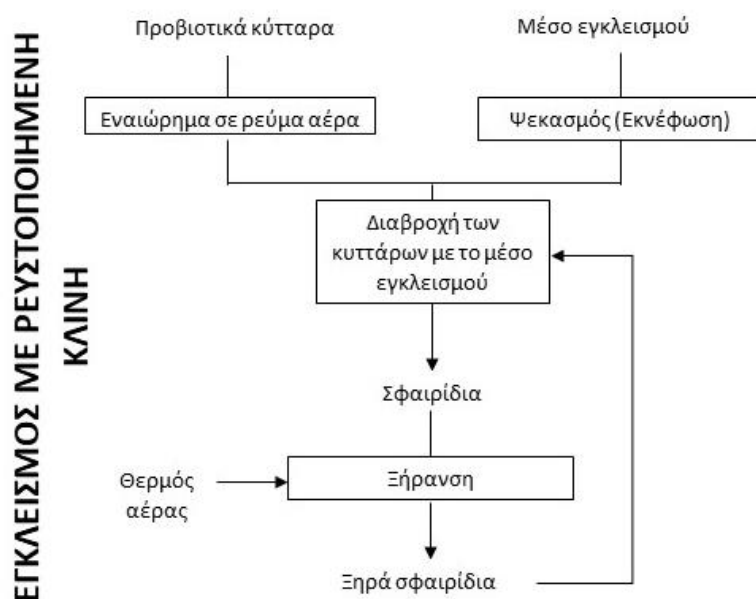 ΕΓΚΛΕΙΣΜΟΣ ΜΕ ΡΕΥΣΤΟΠΟΙΗΜΕΝΗ
ΚΛΙΝΗ
Προβιοτικά κύτταρα
Μέσο εγκλεισμού
Εναιώρημα σε ρεύμα αέρα
Ψεκασμός (Εκνέφωση)
Διαβροχή των
κυττάρων με το μέσο
εγκλεισμού
Σφαιρίδια
Θερμός
αέρας
Ξήρανση
Ξηρά σφαιρίδια